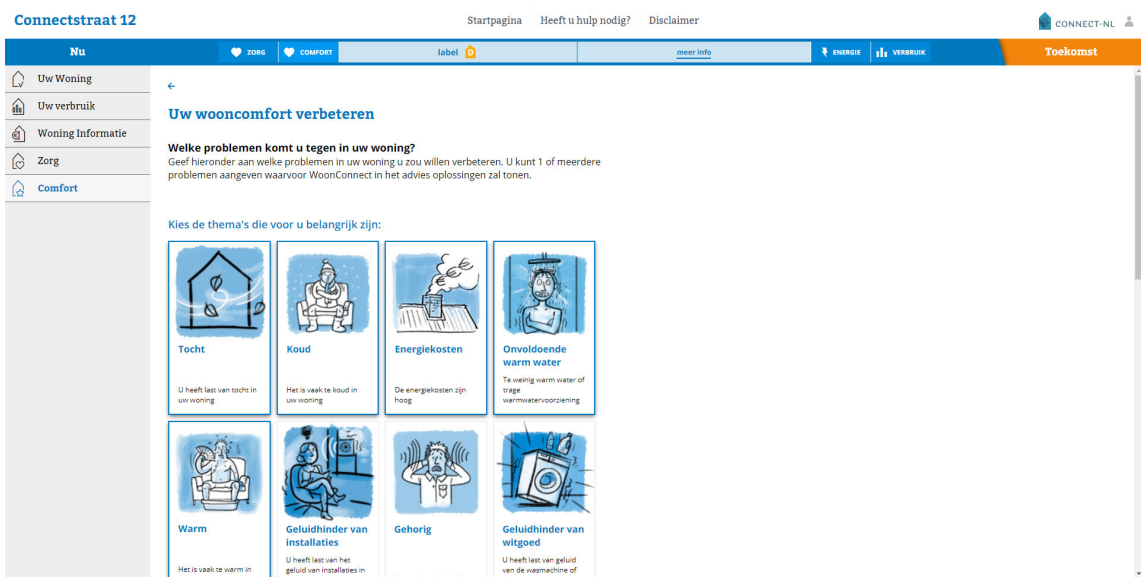 Connectstraat 12
Startpagina Heeft u hulp nodig? Disclaimer
CONNECT-NL
Nu
ZORG
COMFORT
label D
meer info
ENERGIE
VERBRUIK
Toekomst
Uw Woning
Uw verbruik
Woning Informatie
Zorg
Comfort
Uw wooncomfort verbeteren
Welke problemen komt u tegen in uw woning?
Geef hieronder aan welke problemen in uw woning u zou willen verbeteren. U kunt 1 of meerdere
problemen aangeven waarvoor WoonConnect in het advies oplossingen zal tonen.
Kies de thema's die voor u belangrijk zijn:
Tocht
U heeft last van tocht in
uw woning
Koud
Het is vaak te koud in
uw woning
Energiekosten
De energiekosten zijn
hoog
Onvoldoende
warm water
Te weinig warm water of
trage
warmwatervoorziening
Warm
Het is vaak te warm in
Geluidhinder van
installaties
U heeft last van het
geluid van installaties in
Gehorig
Geluidhinder van
witgoed
U heeft last van geluid
van de wasmachine of